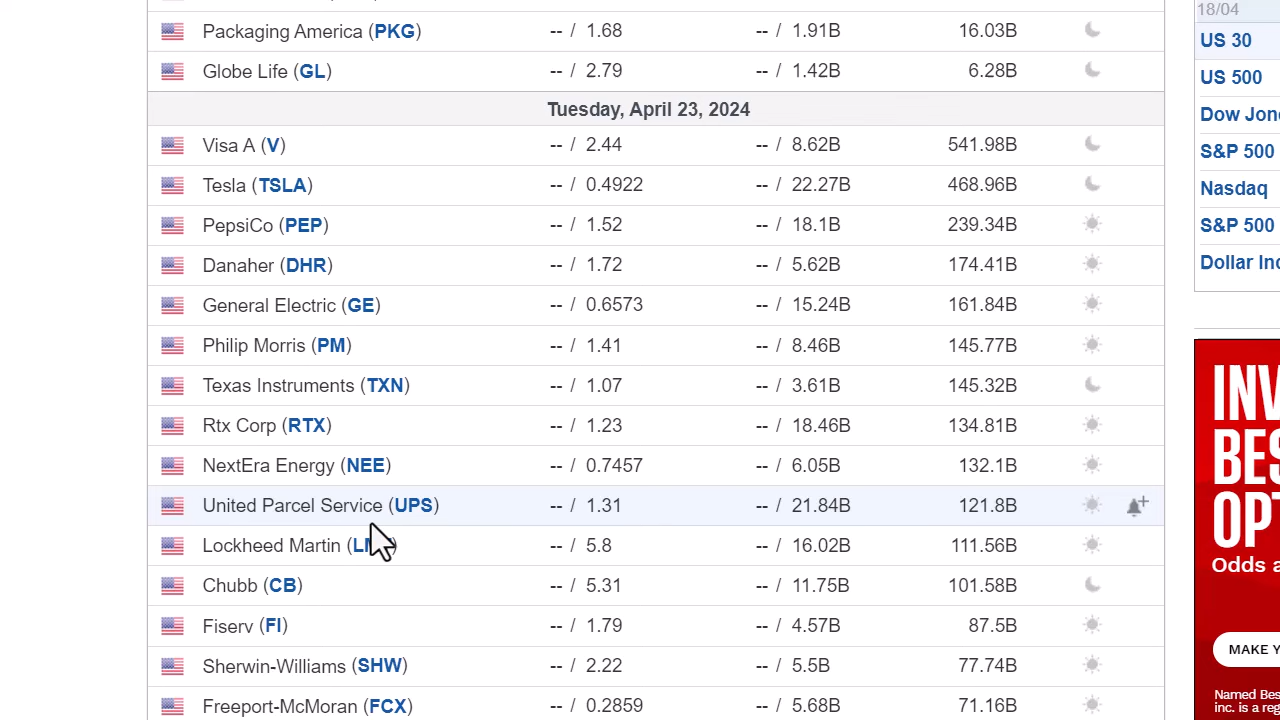 Packaging America (PKG) -- / 1.68 -- / 1.91B 16.03B
Globe Life (GL) -- / 2.78 -- / 1.42B 6.28B
Tuesday, April 23, 2024
Visa A (V) -- / 2.44 -- / 8.62B 541.98B
Tesla (TSLA) -- / 0.4922 -- / 22.27B 468.96B
PepsiCo (PEP) -- / 1.52 -- / 18.1B 239.34B
Danaher (DHR) -- / 1.72 -- / 5.62B 174.41B
General Electric (GE) -- / 0.6573 -- / 15.24B 161.84B
Philip Morris (PM) -- / 1.41 -- / 8.46B 145.77B
Texas Instruments (TXN) -- / 1.07 -- / 3.61B 145.32B
Rtx Corp (RTX) -- / 1.23 -- / 18.46B 134.81B
NextEra Energy (NEE) -- / 0.7457 -- / 6.05B 132.1B
United Parcel Service (UPS) -- / 1.31 -- / 21.84B 121.8B
Lockheed Martin -- / 5.8 -- / 16.02B 111.56B
Chubb (CB) -- / 5.31 -- / 11.75B 101.58B
Fiserv (FI) -- / 1.79 -- / 4.57B 87.5B
Sherwin-Williams (SHW) -- / 2.22 -- / 5.5B 77.74B
Freeport-McMoran (FCX) -- / 0.2859 -- / 5.68B 71.16B
18/04
US 30
US 500
Dow Jon
S&P 500
Nasdaq
S&P 500
Dollar In
INV
BES
OPT
Odds a
MAKE Y
Named Bes
inc. is a reg